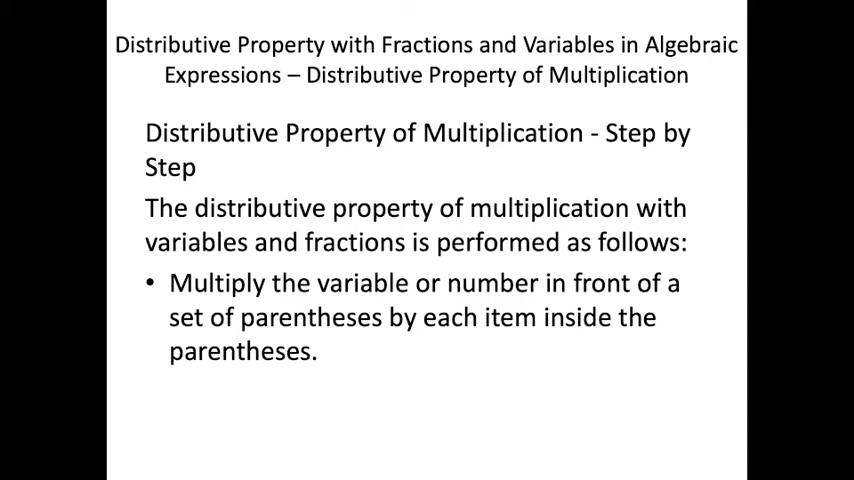 Distributive Property with Fractions and Variables in Algebraic
Expressions – Distributive Property of Multiplication
Distributive Property of Multiplication - Step by
Step
The distributive property of multiplication with
variables and fractions is performed as follows:
• Multiply the variable or number in front of a
set of parentheses by each item inside the
parentheses.